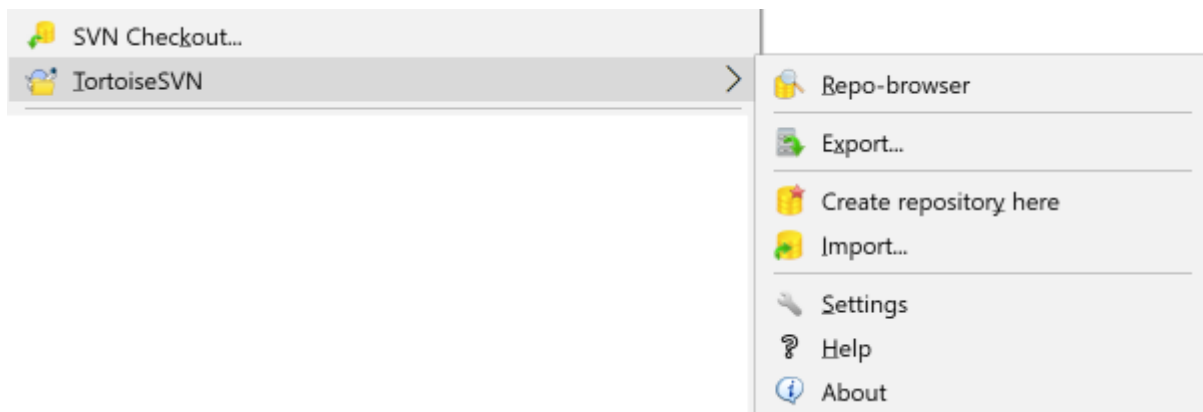 SVN Checkout...
TortoiseSVN
Repo-browser
Export...
Create repository here
Import...
Settings
Help
About